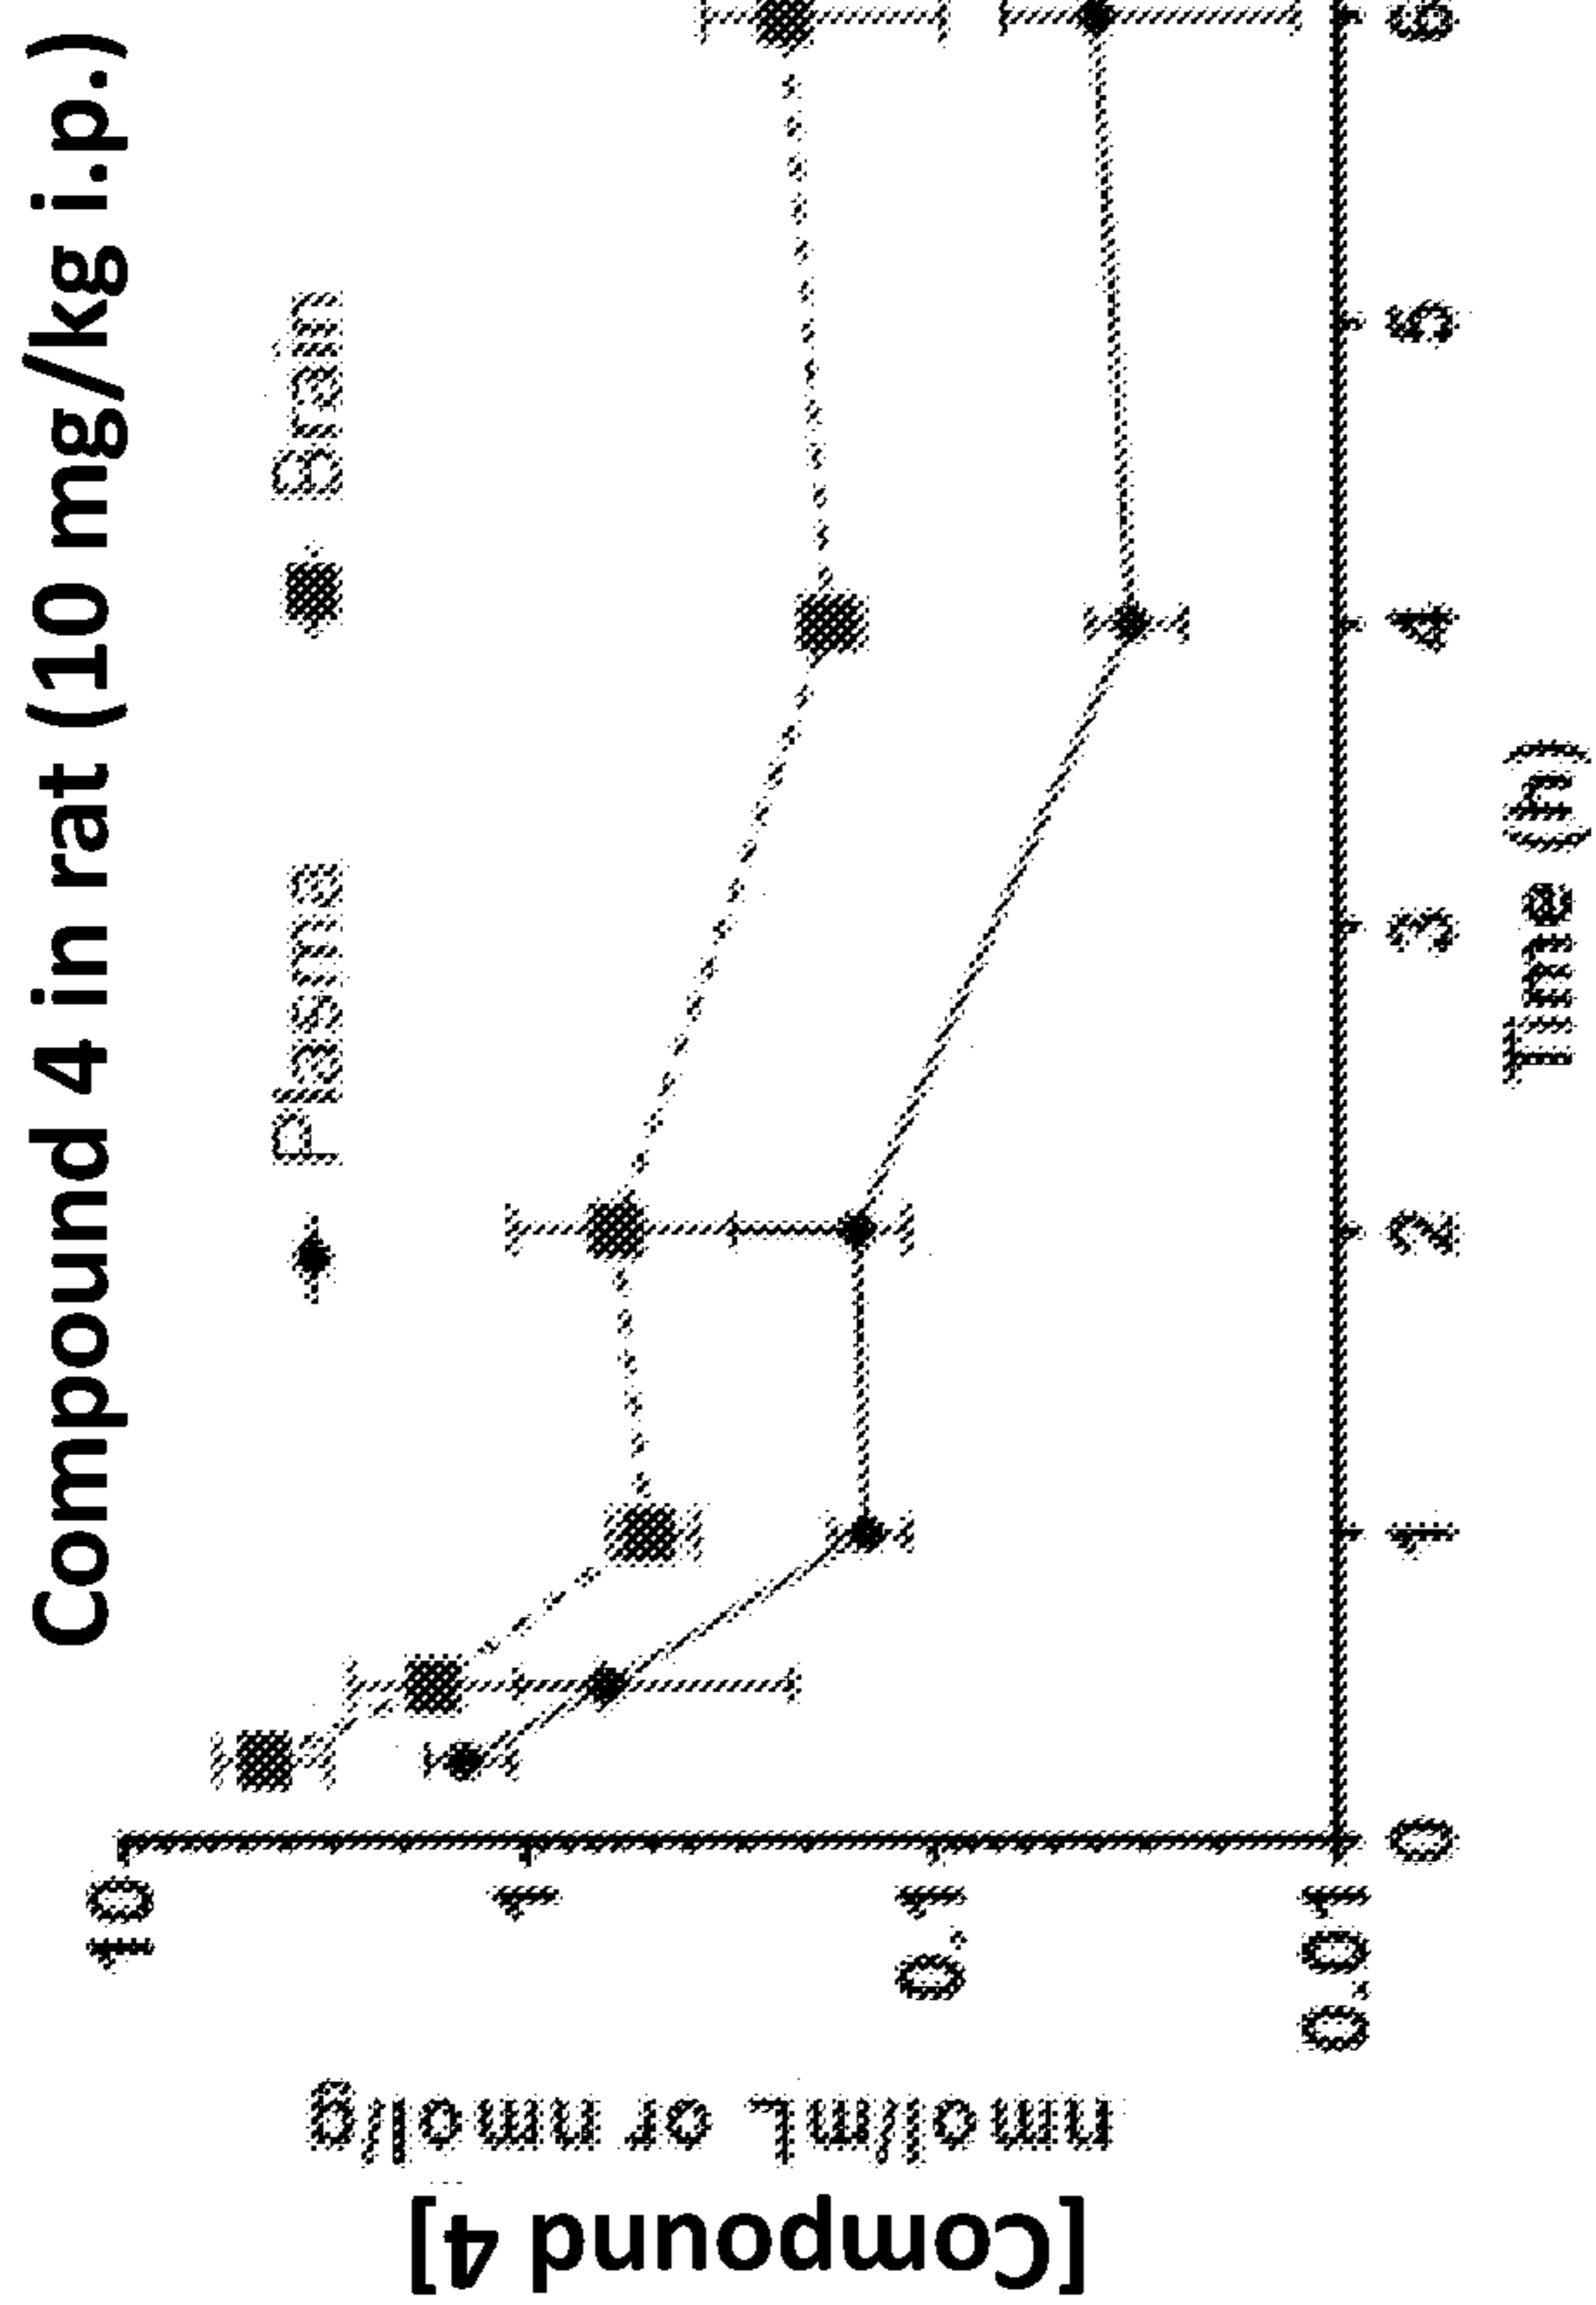 Compound 4 in rat (10 mg/kg i.p.)
Plasma Brain
[Compound 4]
nmol/mL or nmol/g
10
1
0.1
0.01
0 1 2 3 4 5 6
Time (h)